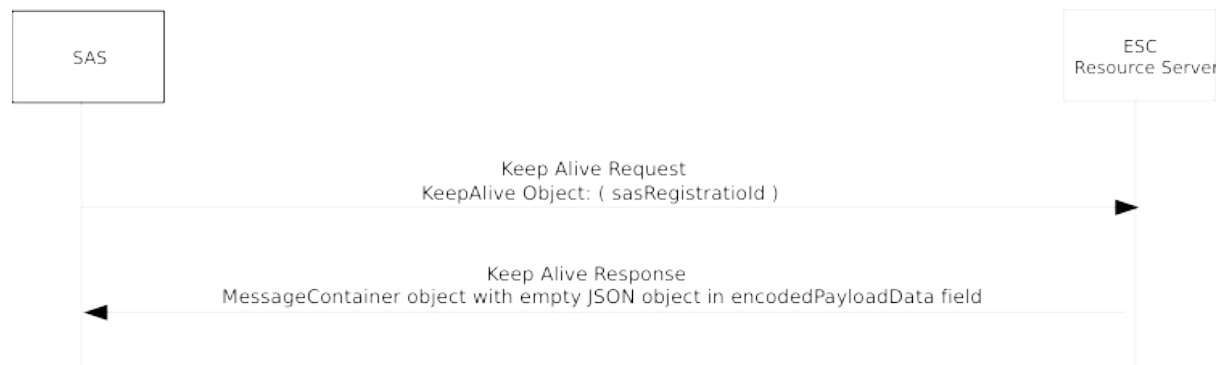 SAS
ESC
Resource Server
Keep Alive Request
KeepAlive Object: ( sasRegistratioId )
Keep Alive Response
MessageContainer object with empty JSON object in encodedPayloadData field